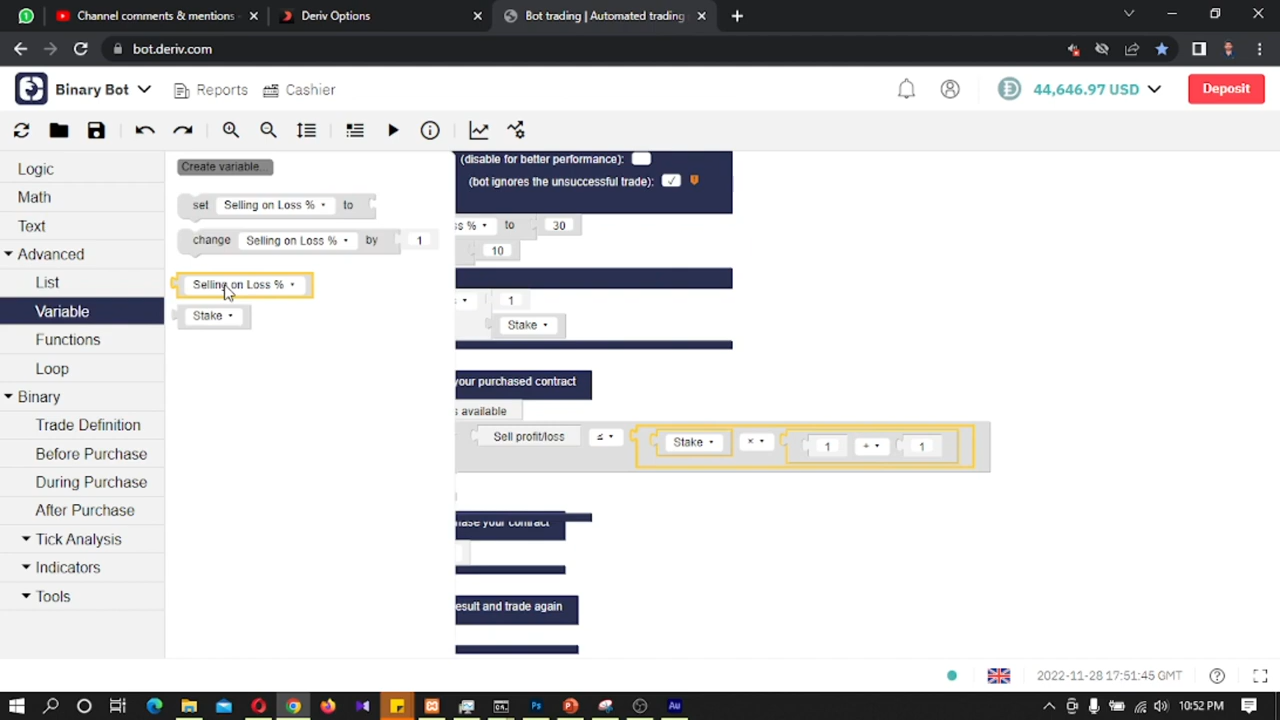 Channel comments & mentions
Deriv Options
Bot trading | Automated trading
bot.deriv.com
Binary Bot
Reports
Cashier
44,646.97 USD
Deposit
Logic
Math
Text
Advanced
List
Variable
Functions
Loop
Binary
Trade Definition
Before Purchase
During Purchase
After Purchase
Tick Analysis
Indicators
Tools
Create variable...
set Selling on Loss % to
change Selling on Loss % by 1
Selling on Loss %
Stake
(disable for better performance):
(bot ignores the unsuccessful trade): ✓
ss % to 30
10
1
Stake
your purchased contract
s available
Sell profit/loss ≤ Stake × 1 ÷ 1
hase your contract
esult and trade again
2022-11-28 17:51:45 GMT
10:52 PM